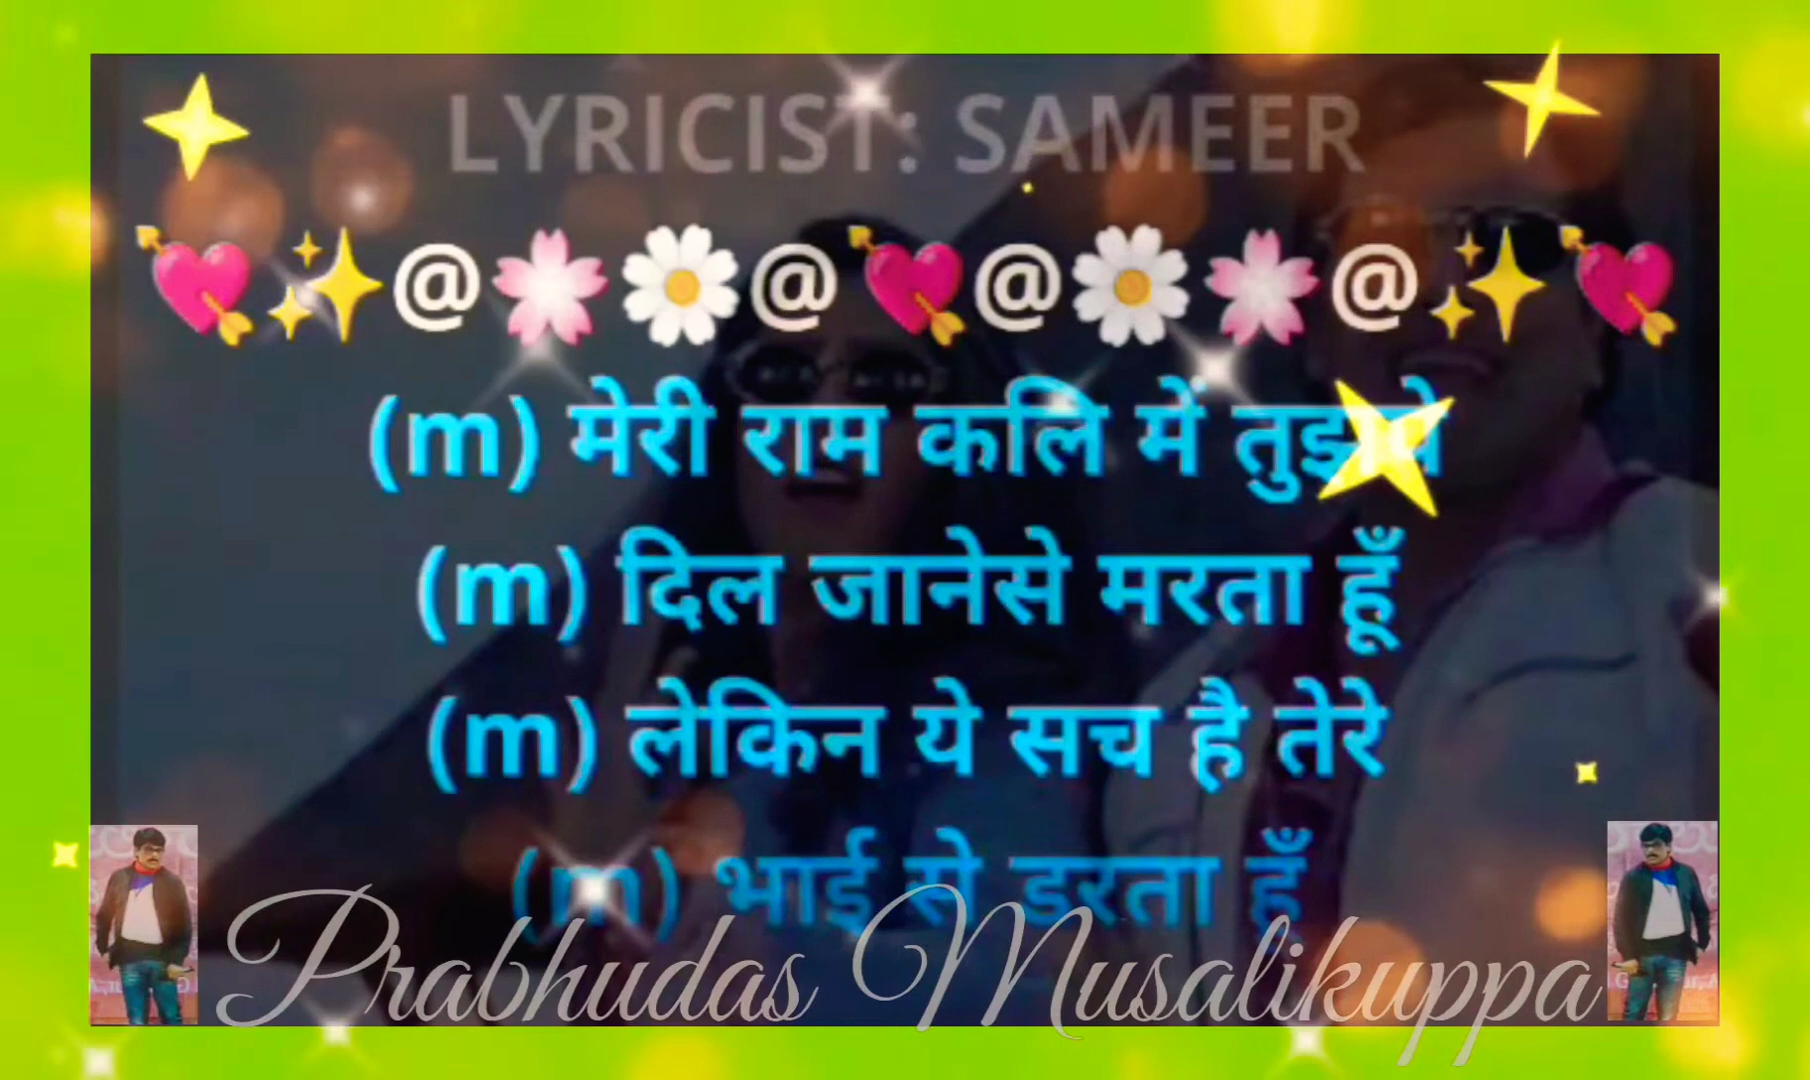 LYRICIST: SAMEER
💘✨@🌸🌼@💘@🌼🌸@✨💘
(m) मेरी राम कलि में
(m) दिल जानेसे मरता हूँ
(m) लेकिन ये सच है तेरे
(m) भाई से डरता हूँ
Prabhudas Musalikuppa